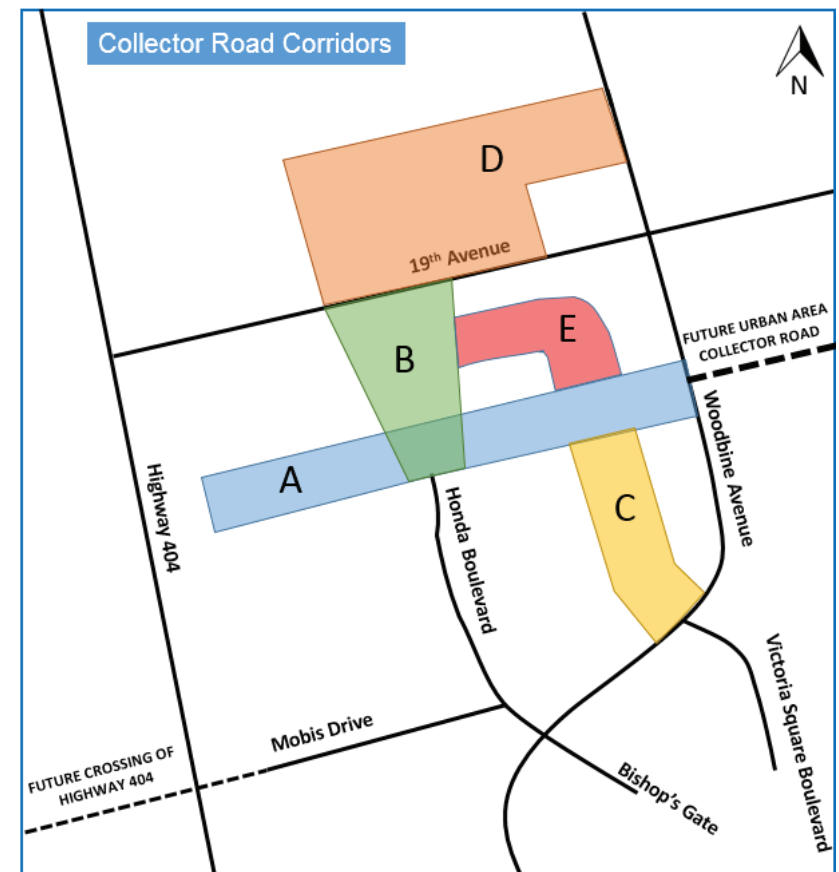 Collector Road Corridors
N
D
19th Avenue
E
B
FUTURE URBAN AREA
COLLECTOR ROAD
A
Highway 404
Honda Boulevard
C
Woodbine Avenue
Victoria Square Boulevard
Mobis Drive
FUTURE CROSSING OF
HIGHWAY 404
Bishop's Gate